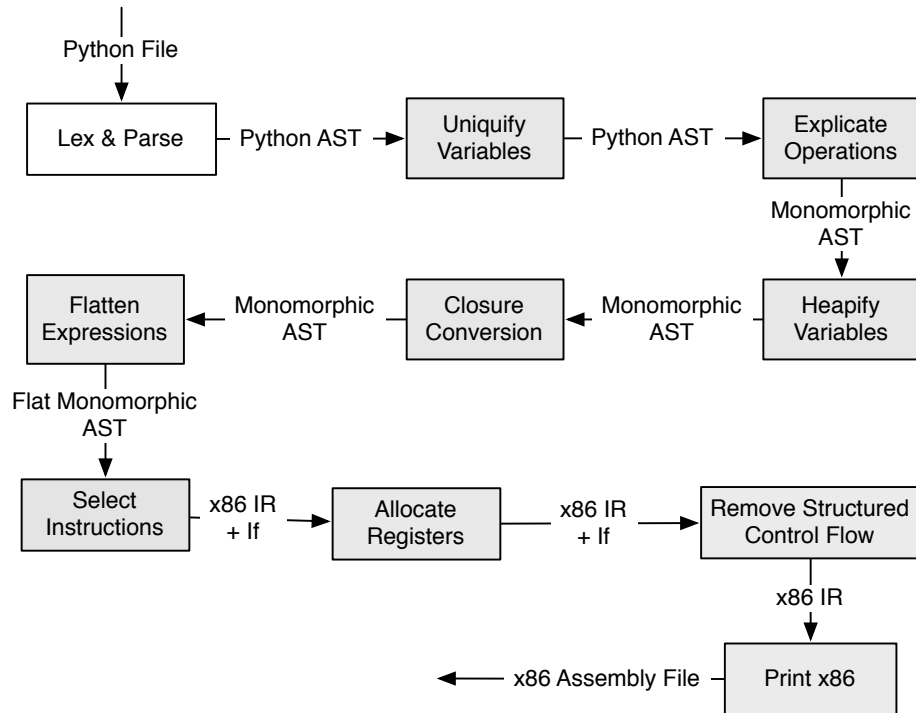 Python File
Lex & Parse
Python AST
Uniquify
Variables
Python AST
Explicate
Operations
Monomorphic
AST
Heapify
Variables
Monomorphic
AST
Closure
Conversion
Monomorphic
AST
Flatten
Expressions
Flat Monomorphic
AST
Select
Instructions
x86 IR
+ If
Allocate
Registers
x86 IR
+ If
Remove Structured
Control Flow
x86 IR
Print x86
x86 Assembly File